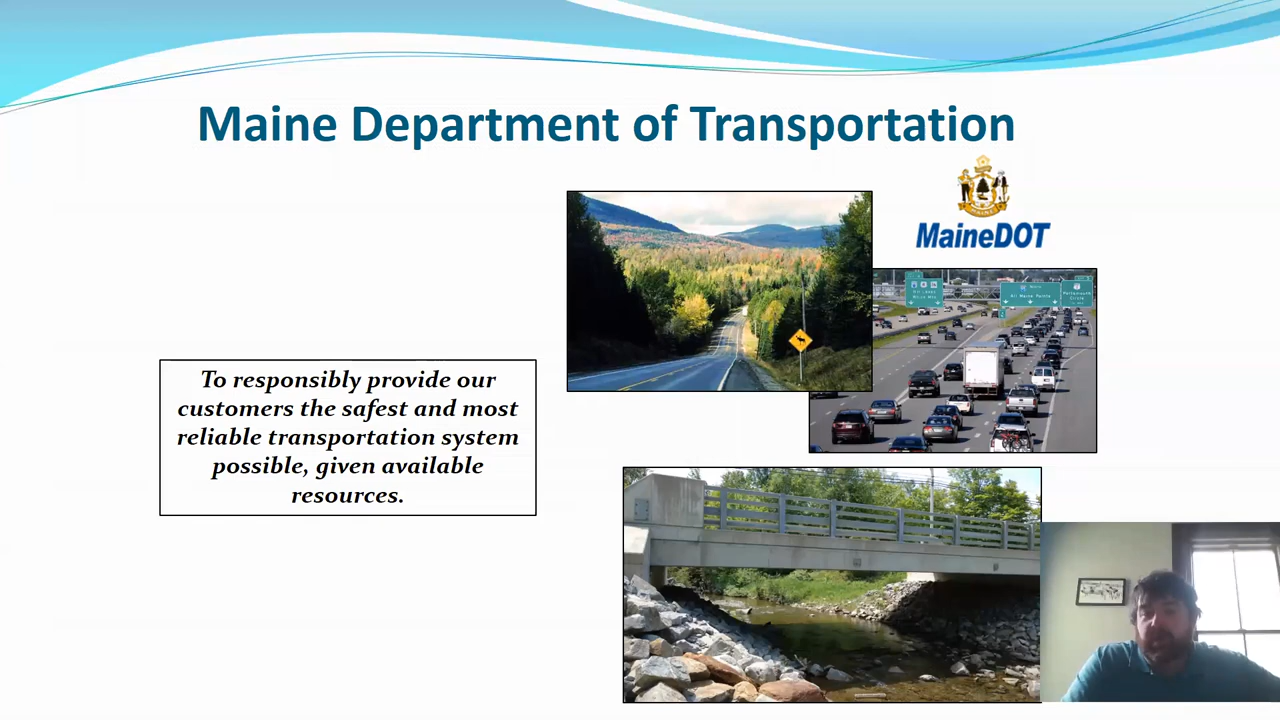 Maine Department of Transportation
MaineDOT
To responsibly provide our
customers the safest and most
reliable transportation system
possible, given available
resources.